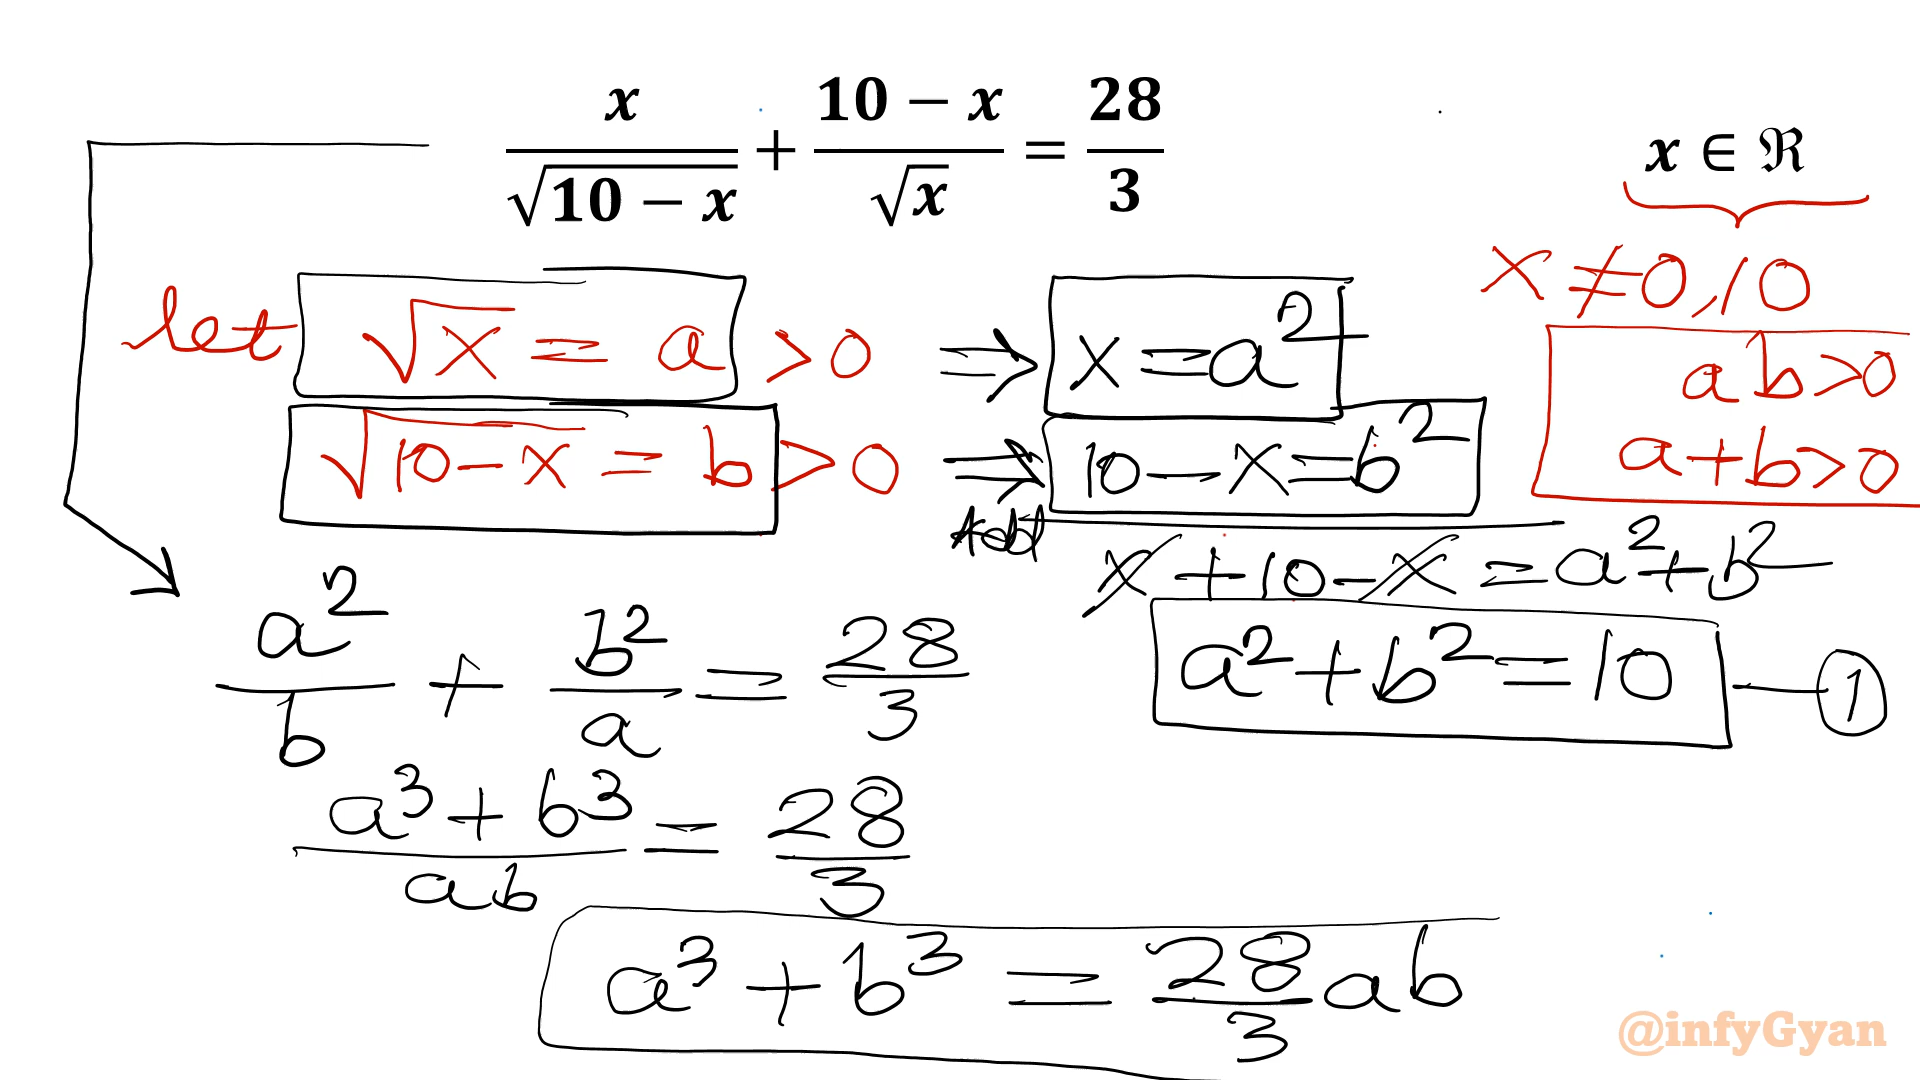 x/√(10 − x) + (10 − x)/√x = 28/3
x ∈ ℜ
x ≠ 0, 10
let √x = a > 0 ⇒ x = a²
ab > 0
√(10 − x) = b > 0 ⇒ 10 − x = b²
a + b > 0
Add
x + 10 − x = a² + b²
a²/b + b²/a = 28/3
a² + b² = 10 — ①
(a³ + b³)/ab = 28/3
a³ + b³ = 28/3 ab
@infyGyan